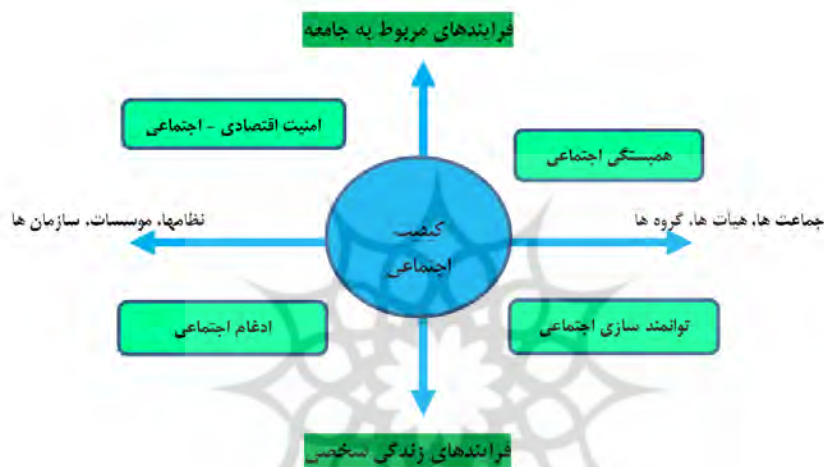 فرایندهای مربوط به جامعه
امنیت اقتصادی - اجتماعی
همبستگی اجتماعی
جماعت ها، هیأت ها، گروه ها
کیفیت
اجتماعی
نظامها، موسسات، سازمان ها
توانمند سازی اجتماعی
ادغام اجتماعی
فرایندهای زندگی شخصی